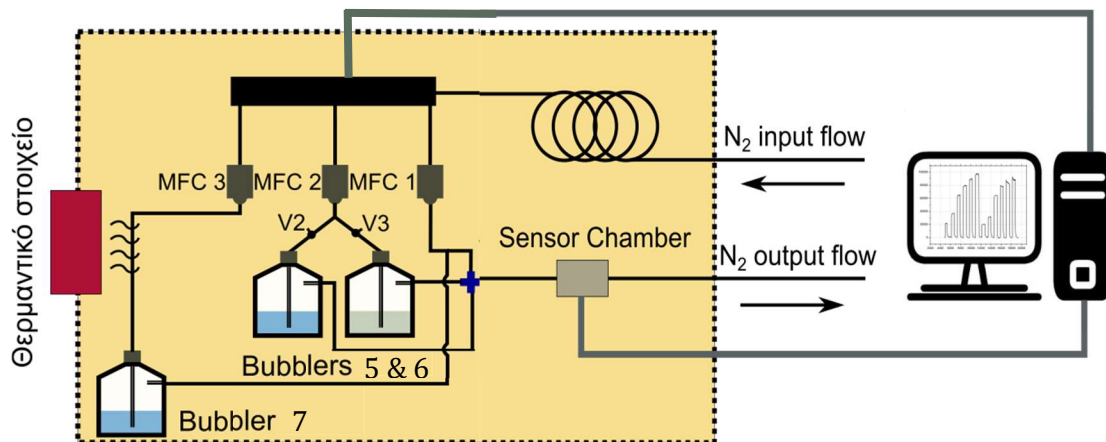 Θερμαντικό στοιχείο
MFC 3
MFC 2
MFC 1
V2
V3
Bubblers 5 & 6
Bubbler 7
Sensor Chamber
N₂ input flow
N₂ output flow